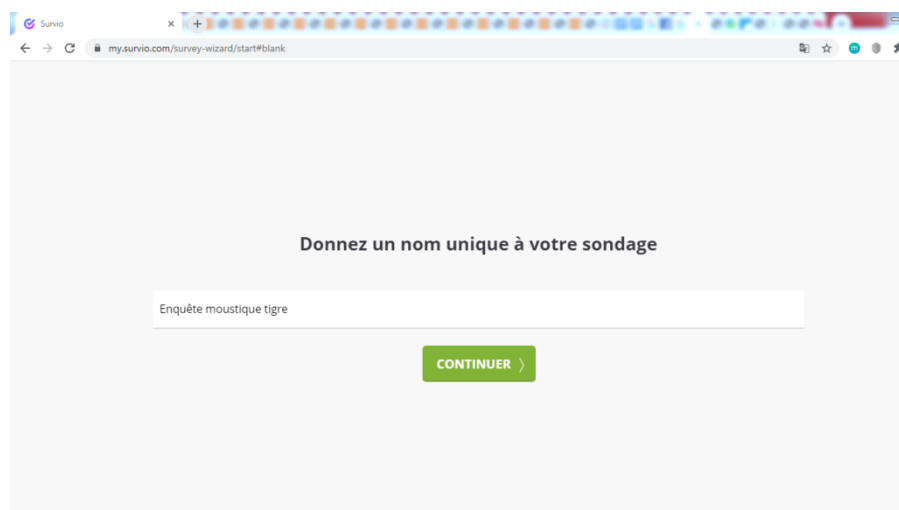 Survio
my.survio.com/survey-wizard/start#blank
Donnez un nom unique à votre sondage
Enquête moustique tigre
CONTINUER